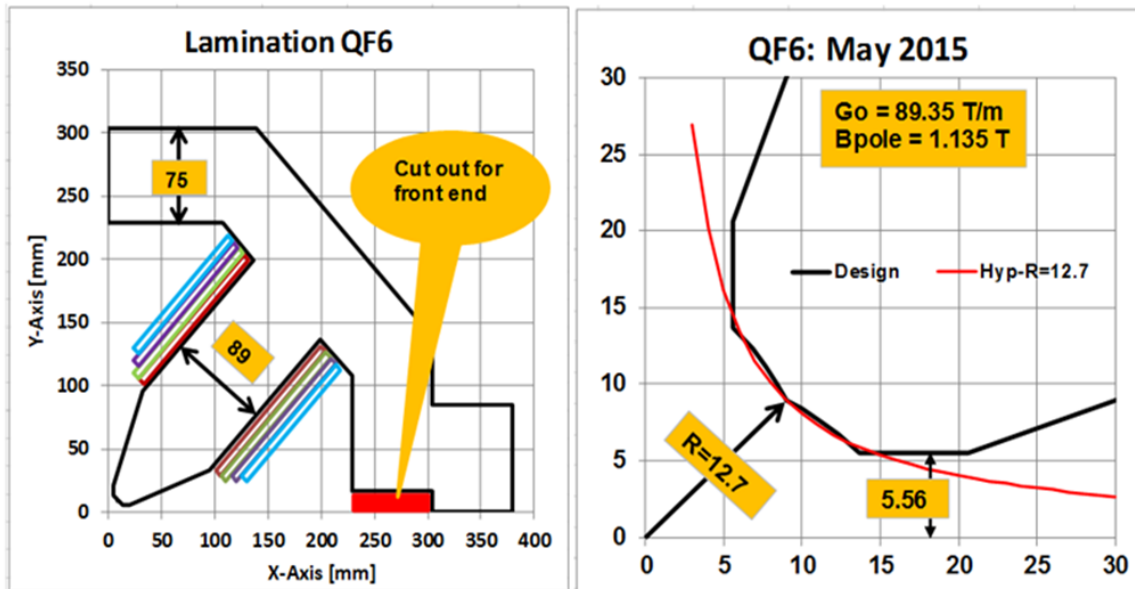 Lamination QF6
350
300
250
200
150
100
50
0
Y-Axis [mm]
75
89
Cut out for
front end
0 50 100 150 200 250 300 350 400
X-Axis [mm]
QF6: May 2015
30
25
20
15
10
5
0
Go = 89.35 T/m
Bpole = 1.135 T
Design Hyp-R=12.7
R=12.7
5.56
0 5 10 15 20 25 30